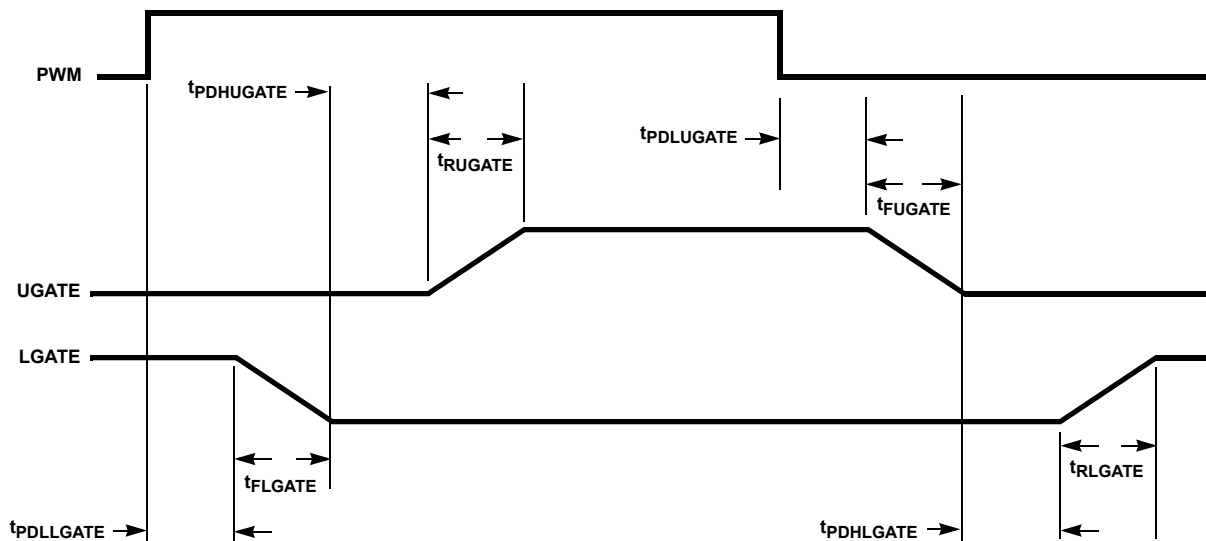 PWM
tPDHUGATE
tRUGATE
tPDLUGATE
tFUGATE
UGATE
LGATE
tFLGATE
tRLGATE
tPDLLGATE
tPDHLGATE